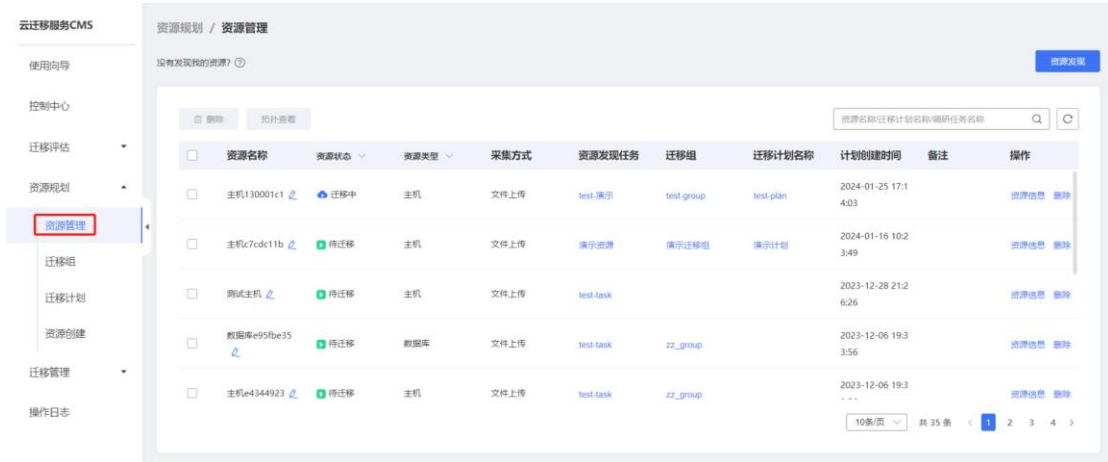 云迁移服务CMS
使用向导
控制中心
迁移评估
资源规划
资源管理
迁移组
迁移计划
资源创建
迁移管理
操作日志
资源规划 / 资源管理
没有发现我的资源? 资源发现
删除 拓扑查看 资源名称/迁移计划名称/调研任务名称
资源名称 资源状态 资源类型 采集方式 资源发现任务 迁移组 迁移计划名称 计划创建时间 备注 操作
主机130001c1 迁移中 主机 文件上传 test-演示 test-group test-plan 2024-01-25 17:1 资源信息 删除
4:03
主机c7cdc11b 待迁移 主机 文件上传 演示资源 演示迁移组 演示计划 2024-01-16 10:2 资源信息 删除
3:49
测试主机 待迁移 主机 文件上传 test-task 2023-12-28 21:2 资源信息 删除
6:26
数据库e95fbe35 待迁移 数据库 文件上传 test-task zz_group 2023-12-06 19:3 资源信息 删除
3:56
主机e4344923 待迁移 主机 文件上传 test-task zz_group 2023-12-06 19:3 资源信息 删除
10条/页 共 35 条 < 1 2 3 4 >